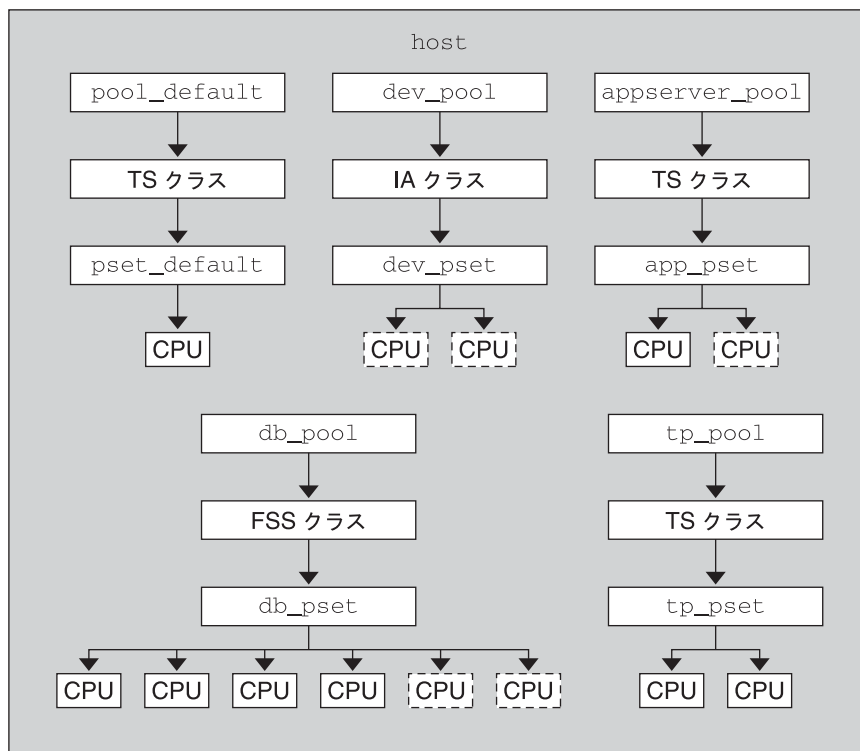 host
pool_default
dev_pool
appserver_pool
TS クラス
IA クラス
TS クラス
pset_default
dev_pset
app_pset
CPU
CPU
CPU
CPU
CPU
db_pool
tp_pool
FSS クラス
TS クラス
db_pset
tp_pset
CPU
CPU
CPU
CPU
CPU
CPU
CPU
CPU